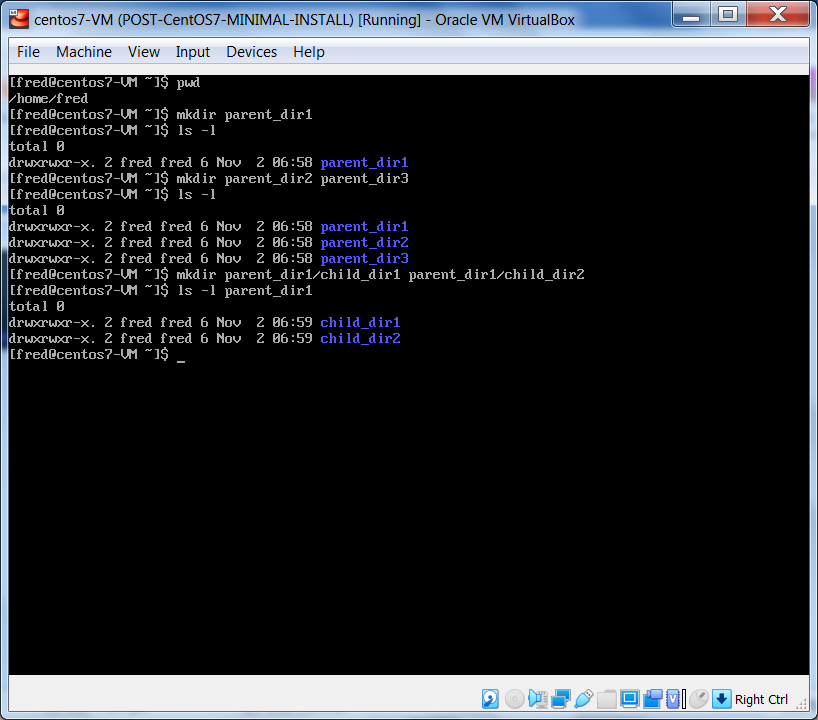 centos7-VM (POST-CentOS7-MINIMAL-INSTALL) [Running] - Oracle VM VirtualBox
File Machine View Input Devices Help
[fred@centos7-VM ~]$ pwd
/home/fred
[fred@centos7-VM ~]$ mkdir parent_dir1
[fred@centos7-VM ~]$ ls -l
total 0
drwxrwxr-x. 2 fred fred 6 Nov  2 06:58 parent_dir1
[fred@centos7-VM ~]$ mkdir parent_dir2 parent_dir3
[fred@centos7-VM ~]$ ls -l
total 0
drwxrwxr-x. 2 fred fred 6 Nov  2 06:58 parent_dir1
drwxrwxr-x. 2 fred fred 6 Nov  2 06:58 parent_dir2
drwxrwxr-x. 2 fred fred 6 Nov  2 06:58 parent_dir3
[fred@centos7-VM ~]$ mkdir parent_dir1/child_dir1 parent_dir1/child_dir2
[fred@centos7-VM ~]$ ls -l parent_dir1
total 0
drwxrwxr-x. 2 fred fred 6 Nov  2 06:59 child_dir1
drwxrwxr-x. 2 fred fred 6 Nov  2 06:59 child_dir2
[fred@centos7-VM ~]$ _
Right Ctrl